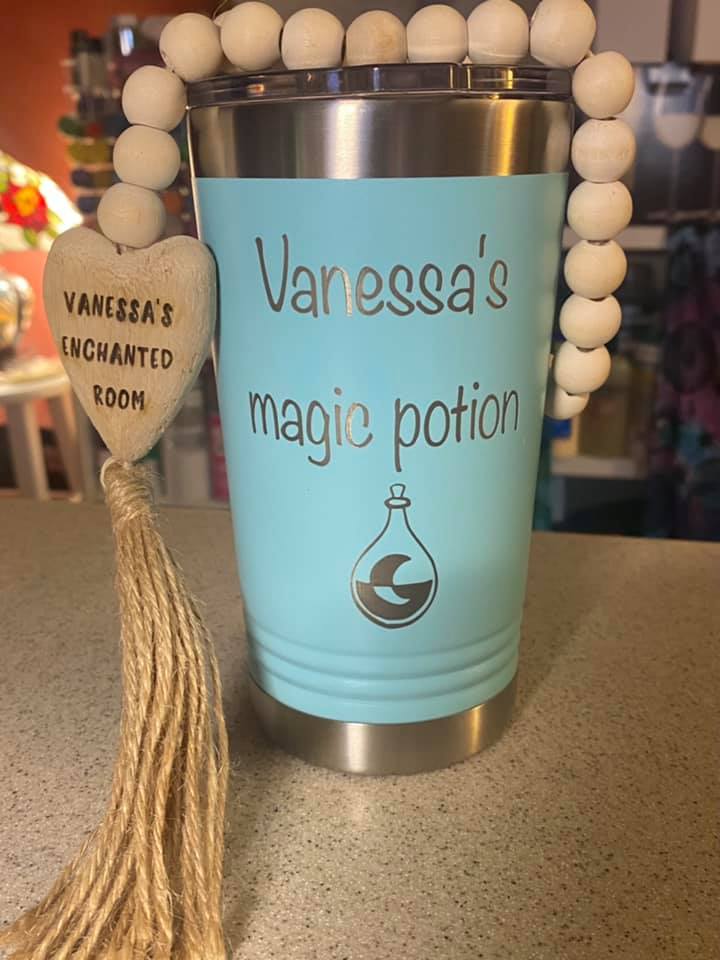 VANESSA'S
ENCHANTED
ROOM
Vanessa's
magic potion